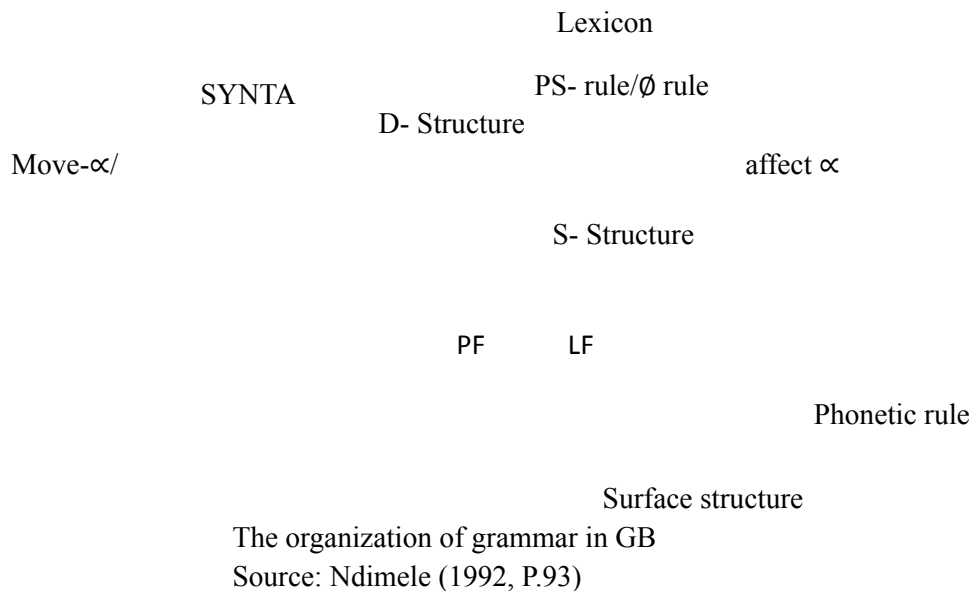 Lexicon
SYNTA PS- rule/Ø rule
D- Structure
Move-∝/ affect ∝
S- Structure
PF LF
Phonetic rule
Surface structure
The organization of grammar in GB
Source: Ndimele (1992, P.93)